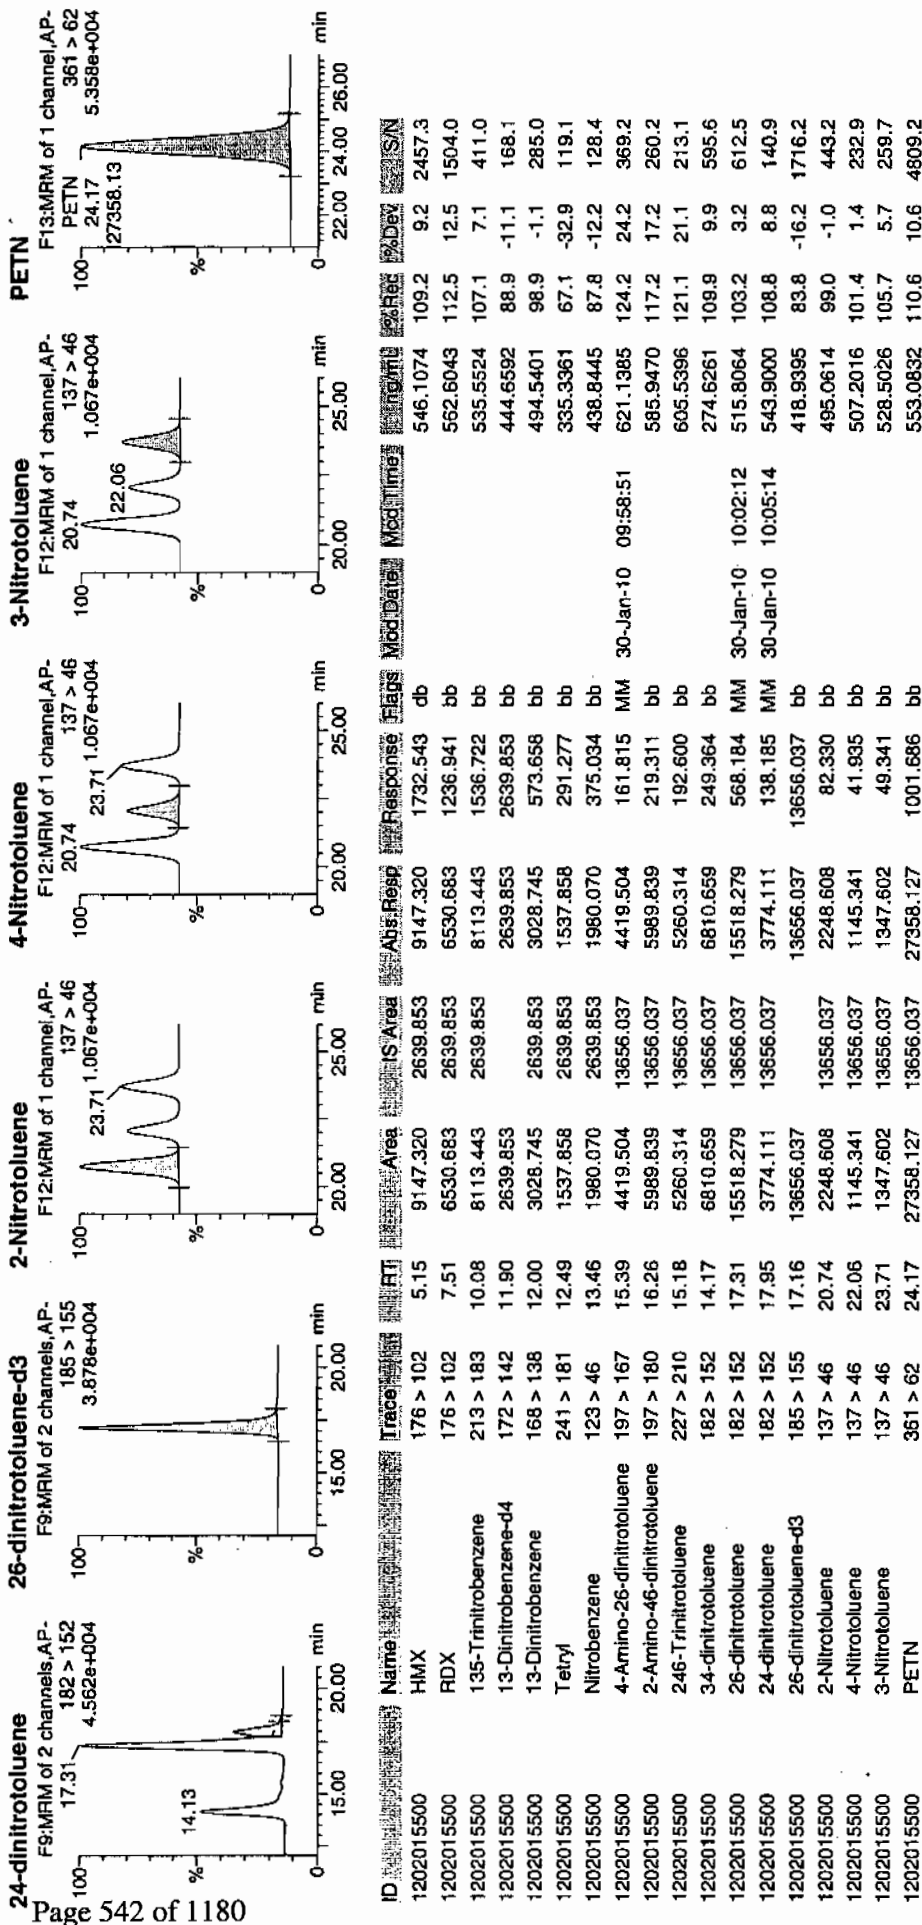 24-dinitrotoluene
F9:MRM of 2 channels,AP-
182 > 152
4.562e+004
100
17.31
14.13
%
0
15.00
20.00
min
26-dinitrotoluene-d3
F9:MRM of 2 channels,AP-
185 > 155
3.878e+004
100
%
0
15.00
20.00
min
2-Nitrotoluene
F12:MRM of 1 channel,AP-
137 > 46
1.067e+004
100
23.71
%
0
20.00
25.00
min
4-Nitrotoluene
F12:MRM of 1 channel,AP-
137 > 46
1.067e+004
100
20.74
23.71
%
0
20.00
25.00
min
3-Nitrotoluene
F12:MRM of 1 channel,AP-
137 > 46
1.067e+004
100
20.74
22.06
%
0
20.00
25.00
min
PETN
F13:MRM of 1 channel,AP-
361 > 62
5.358e+004
100
PETN
24.17
27358.13
%
0
22.00
24.00
26.00
min
ID Name Trace RT Area IS Area Abs.Resp Response Flags Mod.Date Mod.Time ng/ml %Rec %Dev S/N
1202015500 HMX 176 > 102 5.15 9147.320 2639.853 9147.320 1732.543 db 546.1074 109.2 9.2 2457.3
1202015500 RDX 176 > 102 7.51 6530.683 2639.853 6530.683 1236.941 bb 562.6043 112.5 12.5 1504.0
1202015500 135-Trinitrobenzene 213 > 183 10.08 8113.443 2639.853 8113.443 1536.722 bb 535.5524 107.1 7.1 411.0
1202015500 13-Dinitrobenzene-d4 172 > 142 11.90 2639.853 2639.853 2639.853 bb 444.6592 88.9 -11.1 168.1
1202015500 13-Dinitrobenzene 168 > 138 12.00 3028.745 2639.853 3028.745 573.658 bb 494.5401 98.9 -1.1 285.0
1202015500 Tetryl 241 > 181 12.49 1537.858 2639.853 1537.858 291.277 bb 335.3361 67.1 -32.9 119.1
1202015500 Nitrobenzene 123 > 46 13.46 1980.070 2639.853 1980.070 375.034 bb 438.8445 87.8 -12.2 128.4
1202015500 4-Amino-26-dinitrotoluene 197 > 167 15.39 4419.504 13656.037 4419.504 161.815 MM 30-Jan-10 09:58:51 621.1385 124.2 24.2 369.2
1202015500 2-Amino-46-dinitrotoluene 197 > 180 16.26 5989.839 13656.037 5989.839 219.311 bb 585.9470 117.2 17.2 260.2
1202015500 246-Trinitrotoluene 227 > 210 15.18 5260.314 13656.037 5260.314 192.600 bb 605.5396 121.1 21.1 213.1
1202015500 34-dinitrotoluene 182 > 152 14.17 6810.659 13656.037 6810.659 249.364 bb 274.6261 109.9 9.9 595.6
1202015500 26-dinitrotoluene 182 > 152 17.31 15518.279 13656.037 15518.279 568.184 MM 30-Jan-10 10:02:12 515.8064 103.2 3.2 612.5
1202015500 24-dinitrotoluene 182 > 152 17.95 3774.111 13656.037 3774.111 138.185 MM 30-Jan-10 10:05:14 543.9000 108.8 8.8 140.9
1202015500 26-dinitrotoluene-d3 185 > 155 17.16 13656.037 13656.037 13656.037 bb 418.9395 83.8 -16.2 1716.2
1202015500 2-Nitrotoluene 137 > 46 20.74 2248.608 13656.037 2248.608 82.330 bb 495.0614 99.0 -1.0 443.2
1202015500 4-Nitrotoluene 137 > 46 22.06 1145.341 13656.037 1145.341 41.935 bb 507.2016 101.4 1.4 232.9
1202015500 3-Nitrotoluene 137 > 46 23.71 1347.602 13656.037 1347.602 49.341 bb 528.5026 105.7 5.7 259.7
1202015500 PETN 361 > 62 24.17 27358.127 13656.037 27358.127 1001.686 bb 553.0832 110.6 10.6 4809.2
Page 542 of 1180